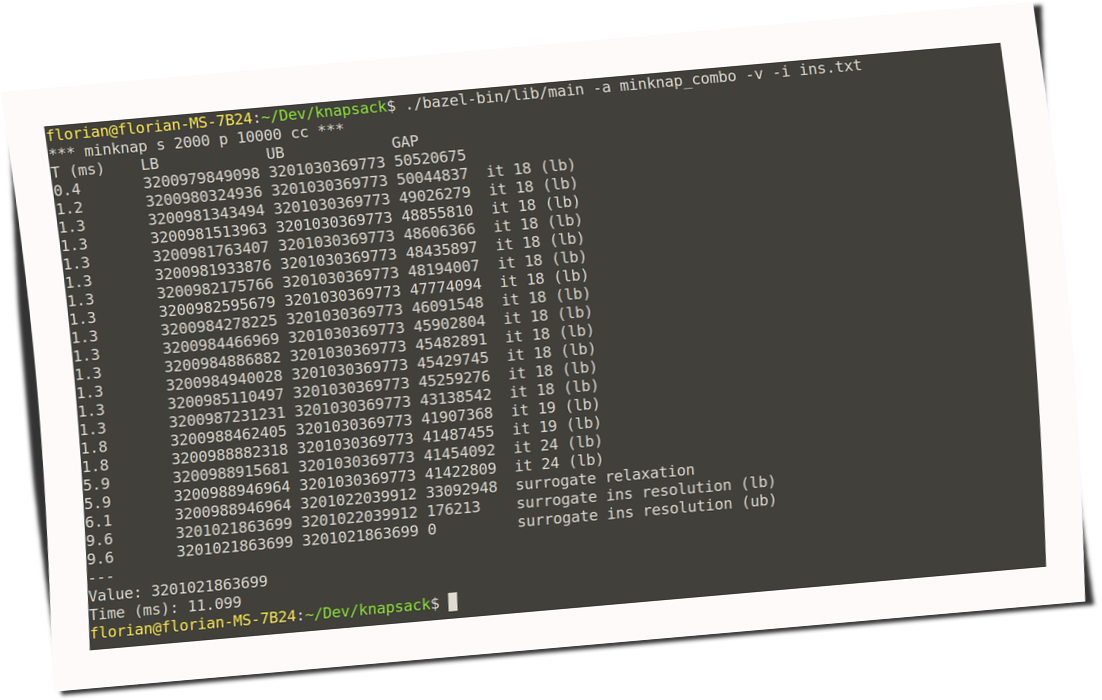 florian@florian-MS-7B24:~/Dev/knapsack$ ./bazel-bin/lib/main -a minknap_combo -v -i ins.txt
*** minknap s 2000 p 10000 cc ***
T (ms) LB UB GAP
0.4 3200979849098 3201030369773 50520675
1.2 3200980324936 3201030369773 50044837 it 18 (lb)
1.3 3200981343494 3201030369773 49026279 it 18 (lb)
1.3 3200981513963 3201030369773 48855810 it 18 (lb)
1.3 3200981763407 3201030369773 48606366 it 18 (lb)
1.3 3200981933876 3201030369773 48435897 it 18 (lb)
1.3 3200982175766 3201030369773 48194007 it 18 (lb)
1.3 3200982595679 3201030369773 47774094 it 18 (lb)
1.3 3200984278225 3201030369773 46091548 it 18 (lb)
1.3 3200984466969 3201030369773 45902804 it 18 (lb)
1.3 3200984886882 3201030369773 45482891 it 18 (lb)
1.3 3200984940028 3201030369773 45429745 it 18 (lb)
1.3 3200985110497 3201030369773 45259276 it 18 (lb)
1.3 3200987231231 3201030369773 43138542 it 18 (lb)
1.8 3200988462405 3201030369773 41907368 it 19 (lb)
1.8 3200988882318 3201030369773 41487455 it 19 (lb)
5.9 3200988915681 3201030369773 41454092 it 24 (lb)
5.9 3200988946964 3201030369773 41422809 it 24 (lb)
6.1 3200988946964 3201022039912 33092948 surrogate relaxation
9.6 3201021863699 3201022039912 176213 surrogate ins resolution (lb)
9.6 3201021863699 3201021863699 0 surrogate ins resolution (ub)
---
Value: 3201021863699
Time (ms): 11.099
florian@florian-MS-7B24:~/Dev/knapsack$